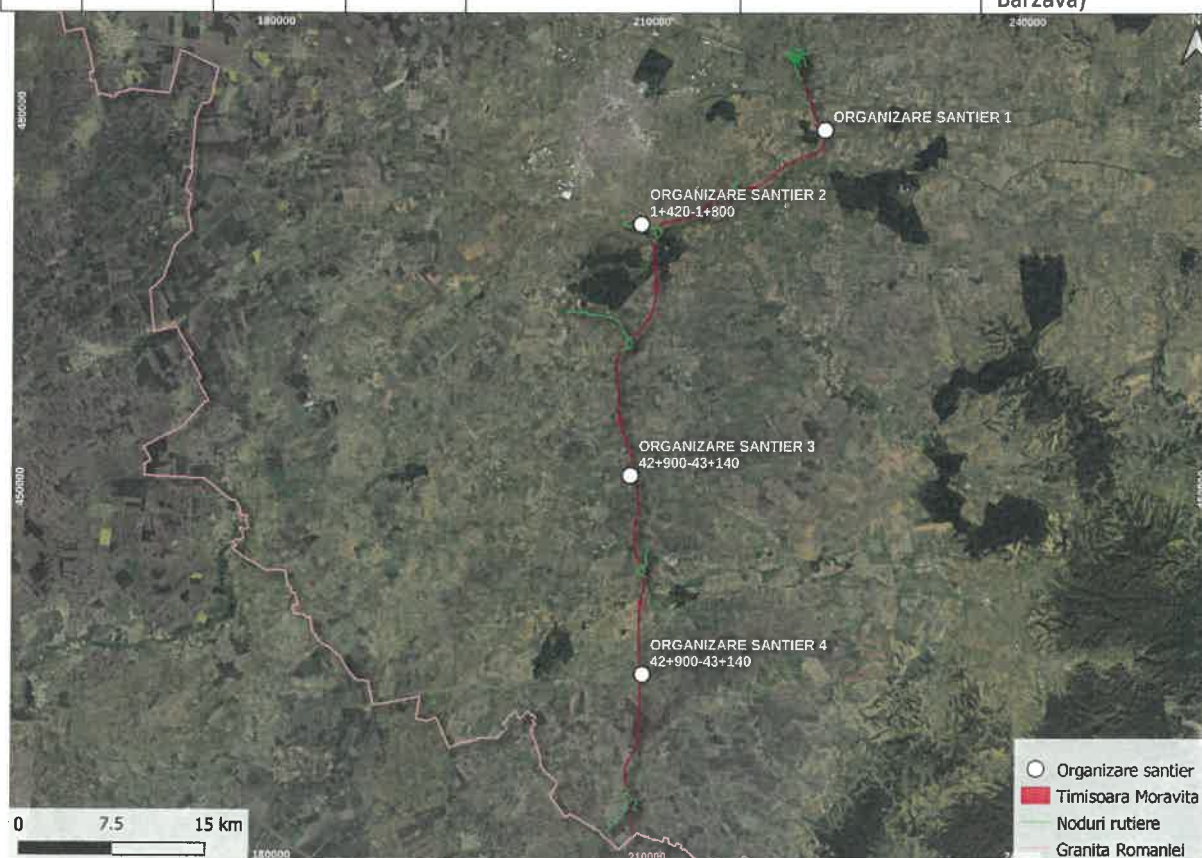 Barzava)
180000
210000
240000
480000
ORGANIZARE SANTIER 1
ORGANIZARE SANTIER 2
1+420-1+800
450000
ORGANIZARE SANTIER 3
42+900-43+140
ORGANIZARE SANTIER 4
42+900-43+140
0 7.5 15 km
Organizare santier
Timisoara Moravita
Noduri rutiere
Granita Romaniei
180000
210000